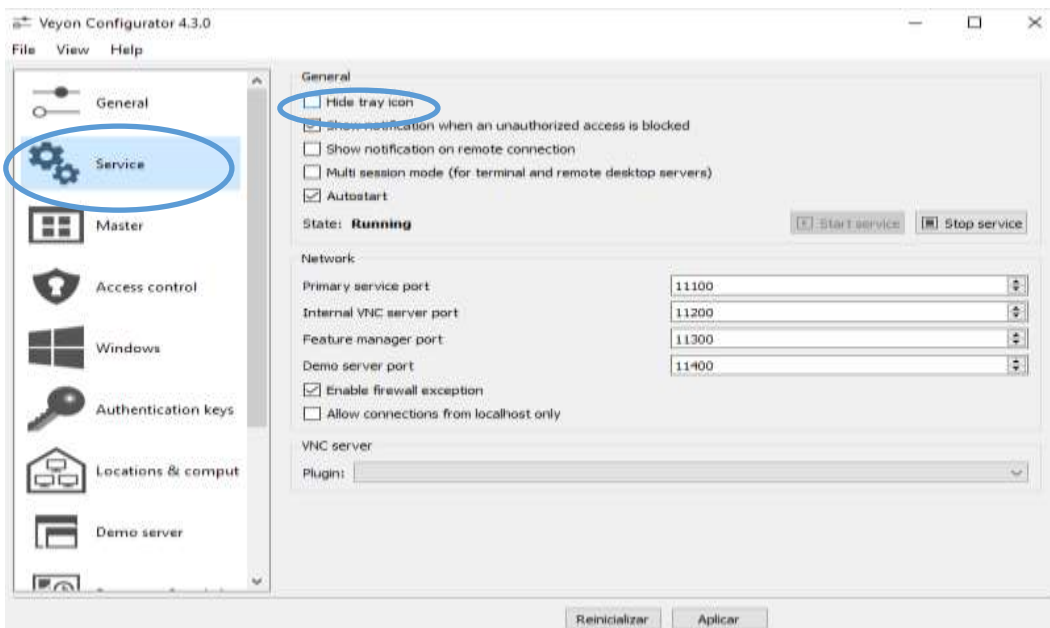 Veyon Configurator 4.3.0
File View Help
General
Service
Master
Access control
Windows
Authentication keys
Locations & comput
Demo server
General
Hide tray icon
Show notification when an unauthorized access is blocked
Show notification on remote connection
Multi session mode (for terminal and remote desktop servers)
Autostart
State: Running
Start service
Stop service
Network
Primary service port 11100
Internal VNC server port 11200
Feature manager port 11300
Demo server port 11400
Enable firewall exception
Allow connections from localhost only
VNC server
Plugin:
Reinicializar
Aplicar